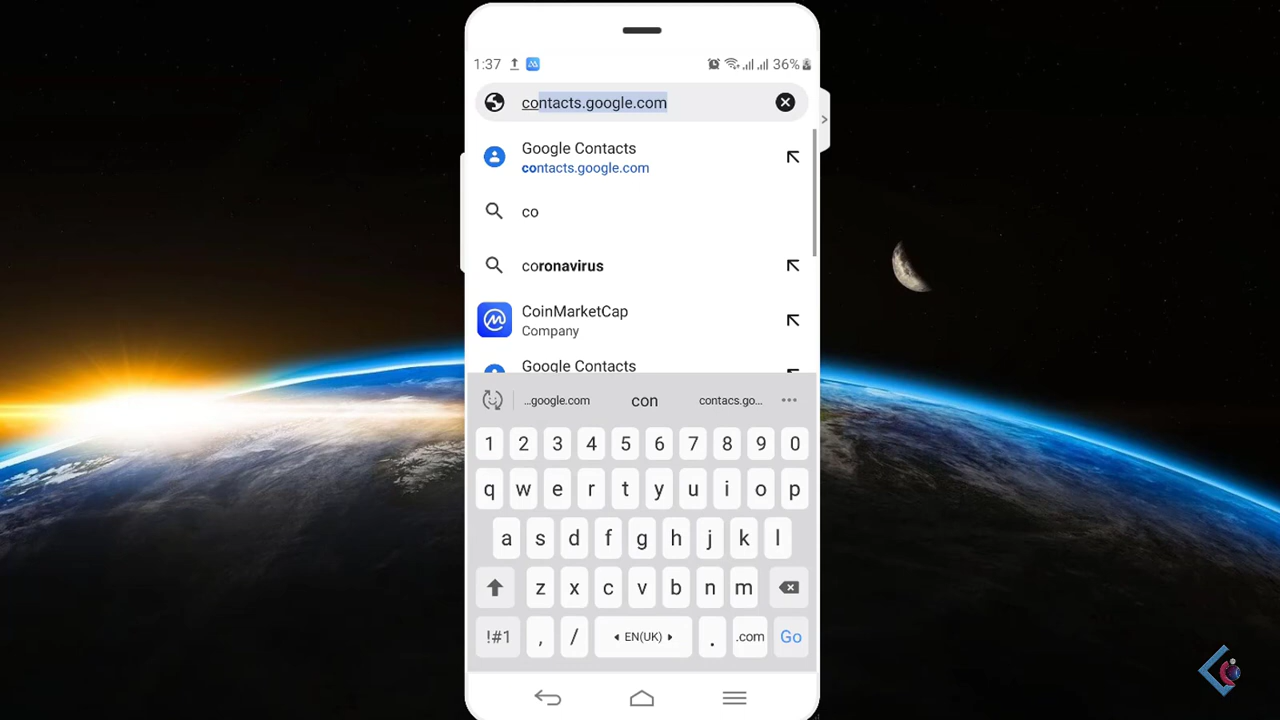 1:37 36%
contacts.google.com
Google Contacts
contacts.google.com
co
coronavirus
CoinMarketCap
Company
Google Contacts
...google.com con contacs.go...
1 2 3 4 5 6 7 8 9 0
q w e r t y u i o p
a s d f g h j k l
z x c v b n m
!#1 , / EN(UK) . .com Go